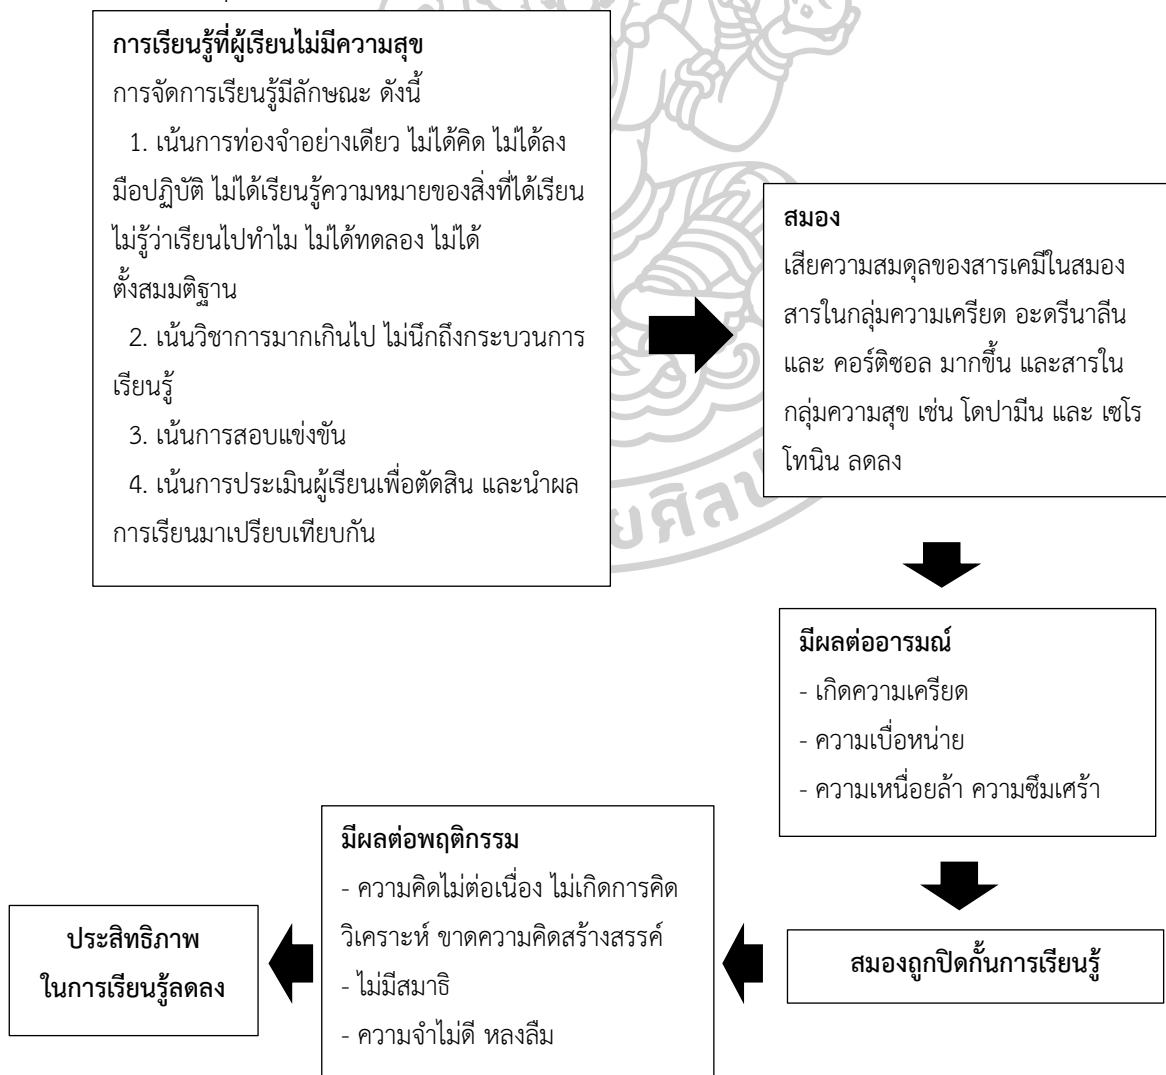 การเรียนรู้ที่ผู้เรียนไม่มีความสุข
การจัดการเรียนรู้มีลักษณะ ดังนี้
1. เน้นการท่องจำอย่างเดียว ไม่ได้คิด ไม่ได้ลง
มือปฏิบัติ ไม่ได้เรียนรู้ความหมายของสิ่งที่ได้เรียน
ไม่รู้ว่าเรียนไปทำไม ไม่ได้ทดลอง ไม่ได้
ตั้งสมมติฐาน
2. เน้นวิชาการมากเกินไป ไม่นึกถึงกระบวนการ
เรียนรู้
3. เน้นการสอบแข่งขัน
4. เน้นการประเมินผู้เรียนเพื่อตัดสิน และนำผล
การเรียนมาเปรียบเทียบกัน
สมอง
เสียความสมดุลของสารเคมีในสมอง
สารในกลุ่มความเครียด อะดรีนาลีน
และ คอร์ติซอล มากขึ้น และสารใน
กลุ่มความสุข เช่น โดปามีน และ เซโร
โทนิน ลดลง
มีผลต่ออารมณ์
- เกิดความเครียด
- ความเบื่อหน่าย
- ความเหนื่อยล้า ความซึมเศร้า
สมองถูกปิดกั้นการเรียนรู้
มีผลต่อพฤติกรรม
- ความคิดไม่ต่อเนื่อง ไม่เกิดการคิด
วิเคราะห์ ขาดความคิดสร้างสรรค์
- ไม่มีสมาธิ
- ความจำไม่ดี หลงลืม
ประสิทธิภาพ
ในการเรียนรู้ลดลง